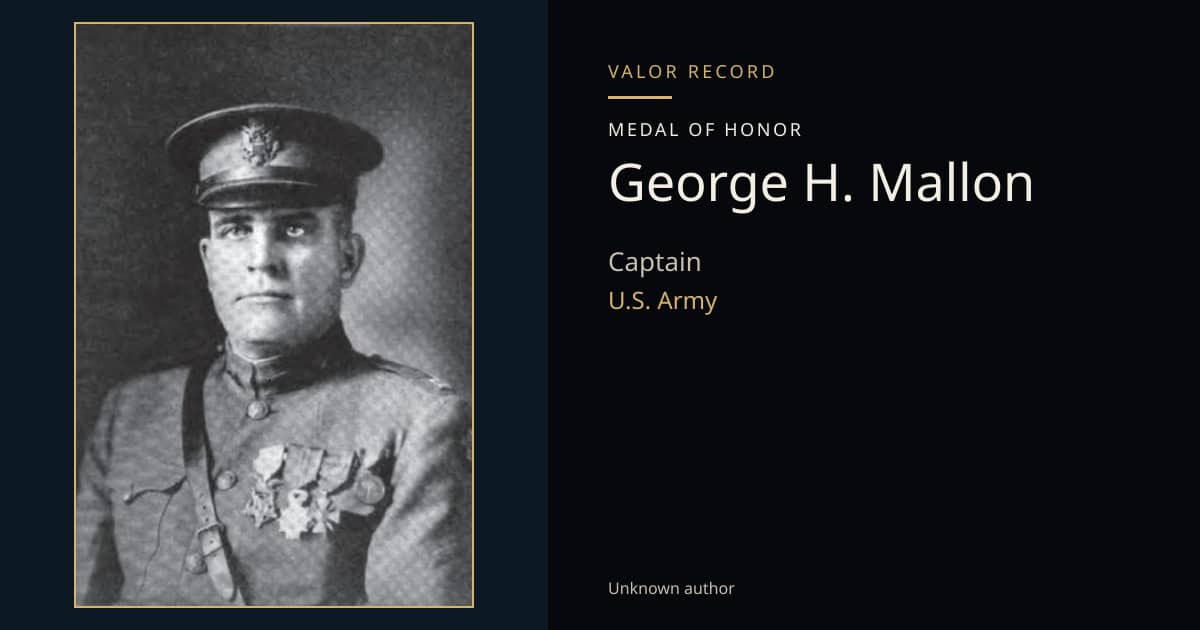 VALOR RECORD
MEDAL OF HONOR
George H. Mallon
Captain
U.S. Army
Unknown author